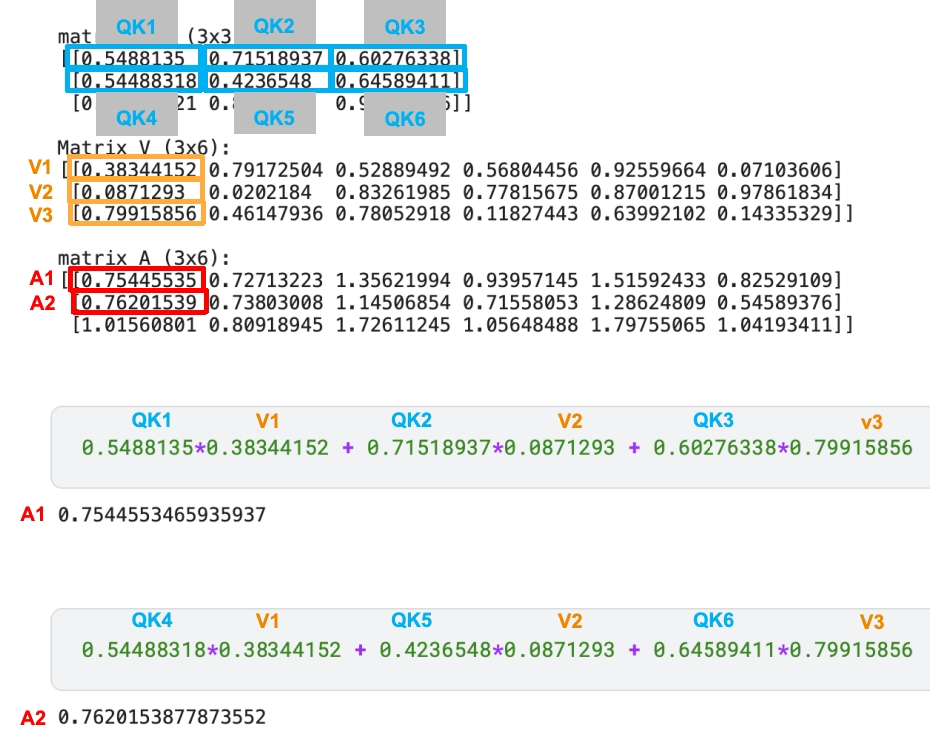 QK1 QK2 QK3
mat (3x3
[[0.5488135 0.71518937 0.60276338]
[0.54488318 0.4236548 0.64589411]]
[0 21 0. 0.9 6]]
QK4 QK5 QK6
Matrix V (3x6):
V1 [[0.38344152 0.79172504 0.52889492 0.56804456 0.92559664 0.07103606]
V2 [0.0871293 0.0202184 0.83261985 0.77815675 0.87001215 0.97861834]
V3 [0.79915856 0.46147936 0.78052918 0.11827443 0.63992102 0.14335329]]
matrix A (3x6):
A1 [[0.75445535 0.72713223 1.35621994 0.93957145 1.51592433 0.82529109]
A2 [0.76201539 0.73803008 1.14506854 0.71558053 1.28624809 0.54589376]
[1.01560801 0.80918945 1.72611245 1.05648488 1.79755065 1.04193411]]
QK1 V1 QK2 V2 QK3 v3
0.5488135*0.38344152 + 0.71518937*0.0871293 + 0.60276338*0.79915856
A1 0.7544553465935937
QK4 V1 QK5 V2 QK6 V3
0.54488318*0.38344152 + 0.4236548*0.0871293 + 0.64589411*0.79915856
A2 0.7620153877873552